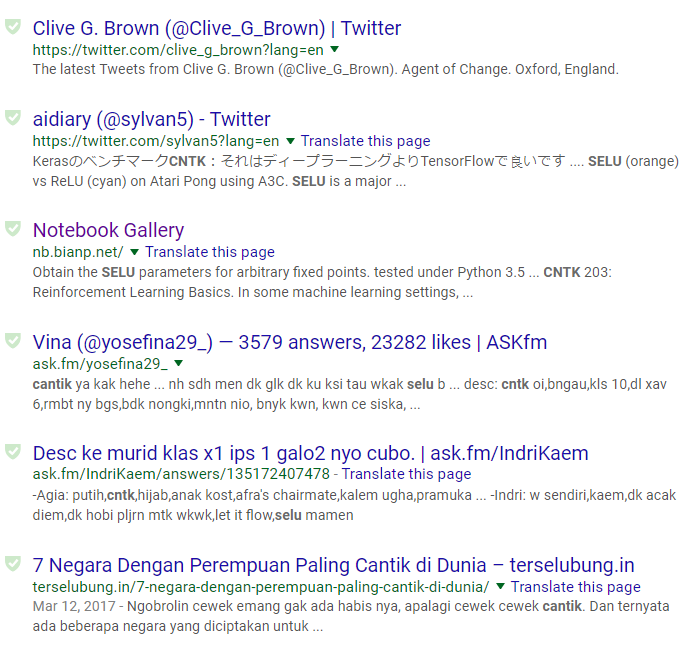 Clive G. Brown (@Clive_G_Brown) | Twitter
https://twitter.com/clive_g_brown?lang=en
The latest Tweets from Clive G. Brown (@Clive_G_Brown). Agent of Change. Oxford, England.
aidiary (@sylvan5) - Twitter
https://twitter.com/sylvan5?lang=en Translate this page
KerasのベンチマークCNTK：それはディープラーニングよりTensorFlowで良いです .... SELU (orange)
vs ReLU (cyan) on Atari Pong using A3C. SELU is a major ...
Notebook Gallery
nb.bianp.net/ Translate this page
Obtain the SELU parameters for arbitrary fixed points. tested under Python 3.5 ... CNTK 203:
Reinforcement Learning Basics. In some machine learning settings, ...
Vina (@yosefina29_) — 3579 answers, 23282 likes | ASKfm
ask.fm/yosefina29_
cantik ya kak hehe ... nh sdh men dk glk dk ku ksi tau wkak selu b ... desc: cntk oi,bngau,kls 10,dl xav
6,rmbt ny bgs,bdk nongki,mntn nio, bnyk kwn, kwn ce siska, ...
Desc ke murid klas x1 ips 1 galo2 nyo cubo. | ask.fm/IndriKaem
ask.fm/IndriKaem/answers/135172407478 - Translate this page
-Agia: putih,cntk,hijab,anak kost,afra's chairmate,kalem ugha,pramuka ... -Indri: w sendiri,kaem,dk acak
diem,dk hobi pljrn mtk wkwk,let it flow,selu mamen
7 Negara Dengan Perempuan Paling Cantik di Dunia – terselubung.in
terselubung.in/7-negara-dengan-perempuan-paling-cantik-di-dunia/ Translate this page
Mar 12, 2017 - Ngobrolin cewek emang gak ada habis nya, apalagi cewek cewek cantik. Dan ternyata
ada beberapa negara yang diciptakan untuk ...